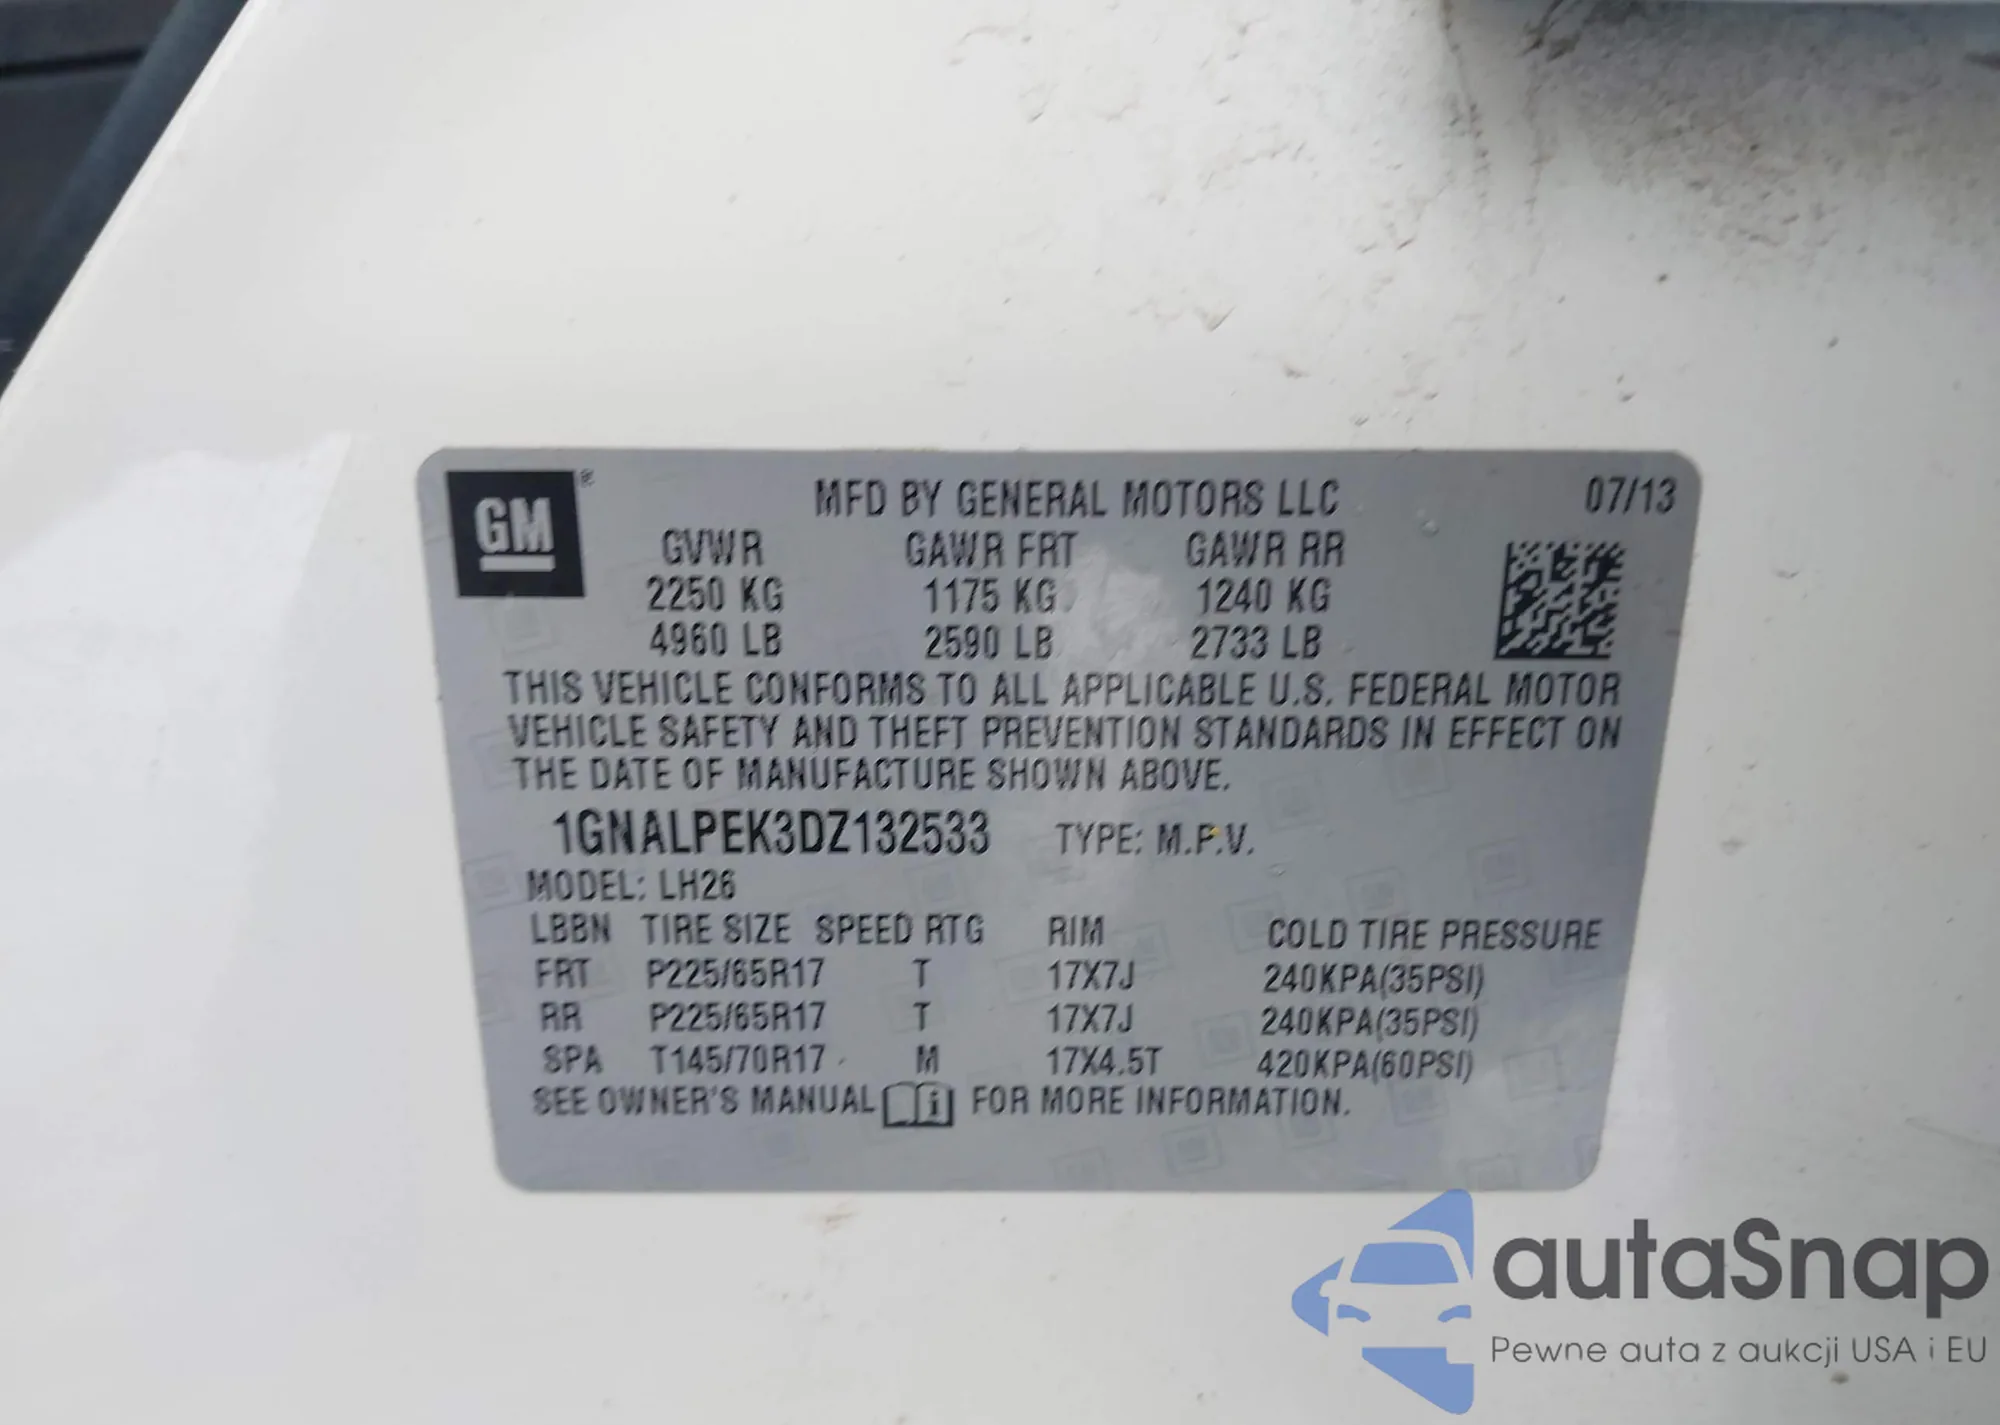 GM®
MFD BY GENERAL MOTORS LLC 07/13
GVWR GAWR FRT GAWR RR
2250 KG 1175 KG 1240 KG
4960 LB 2590 LB 2733 LB
THIS VEHICLE CONFORMS TO ALL APPLICABLE U.S. FEDERAL MOTOR
VEHICLE SAFETY AND THEFT PREVENTION STANDARDS IN EFFECT ON
THE DATE OF MANUFACTURE SHOWN ABOVE.
1GNALPEK3DZ132533 TYPE: M.P.V.
MODEL: LH26
LBBN TIRE SIZE SPEED RTG RIM COLD TIRE PRESSURE
FRT P225/65R17 T 17X7J 240KPA(35PSI)
RR P225/65R17 T 17X7J 240KPA(35PSI)
SPA T145/70R17 M 17X4.5T 420KPA(60PSI)
SEE OWNER'S MANUAL i FOR MORE INFORMATION.
autaSnap
Pewne auta z aukcji USA i EU